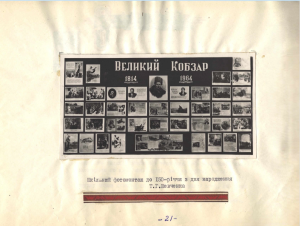 ВЕЛИКИЙ КОБЗАР
1814 1964
Шкільний фотомонтаж до 150-річчя з дня народження
Т.Г.Шевченка
-21-